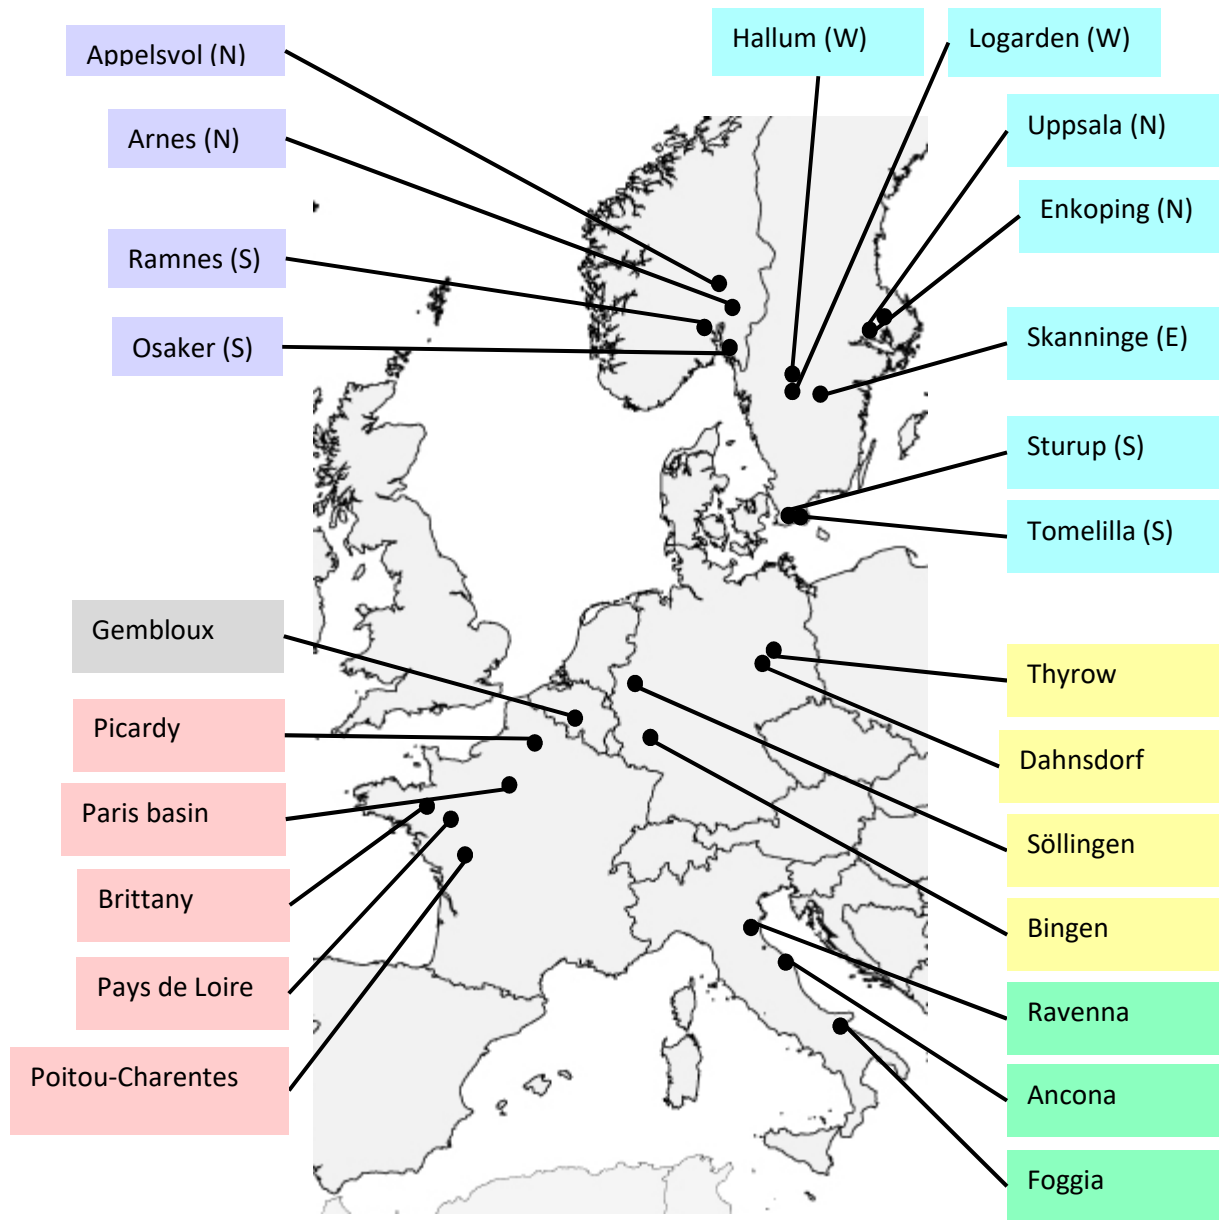 Appelsvol (N)
Hallum (W)
Logarden (W)
Arnes (N)
Uppsala (N)
Enkoping (N)
Ramnes (S)
Osaker (S)
Skanninge (E)
Sturup (S)
Tomelilla (S)
Gembloux
Thyrow
Picardy
Dahnsdorf
Paris basin
Söllingen
Brittany
Bingen
Pays de Loire
Ravenna
Poitou-Charentes
Ancona
Foggia